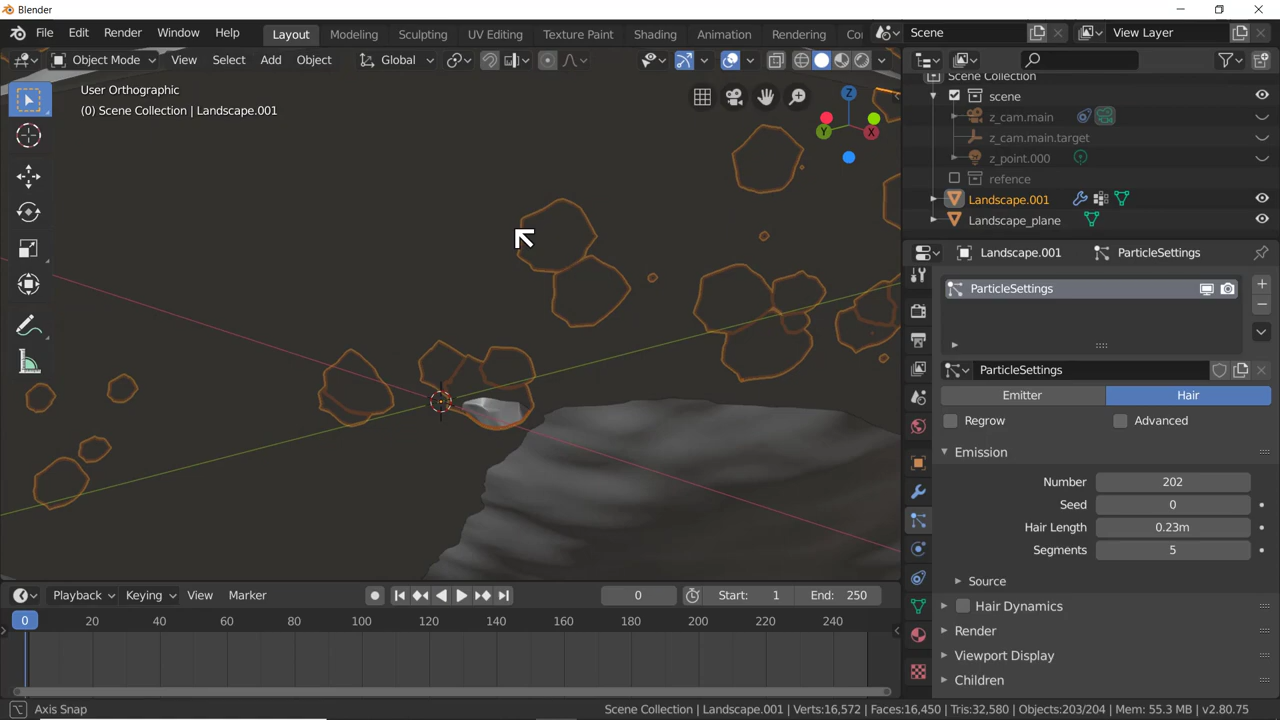 Blender
File Edit Render Window Help
Layout Modeling Sculpting UV Editing Texture Paint Shading Animation Rendering Co
Scene
View Layer
Object Mode View Select Add Object
Global
User Orthographic
(0) Scene Collection | Landscape.001
Z
Y
X
Scene Collection
scene
z_cam.main
z_cam.main.target
z_point.000
refence
Landscape.001
Landscape_plane
Landscape.001 ParticleSettings
ParticleSettings
ParticleSettings
Emitter Hair
Regrow Advanced
Emission
Number 202
Seed 0
Hair Length 0.23m
Segments 5
Source
Hair Dynamics
Render
Viewport Display
Children
Playback Keying View Marker
0
Start: 1
End: 250
0 20 40 60 80 100 120 140 160 180 200 220 240
Axis Snap
Scene Collection | Landscape.001 | Verts:16,572 | Faces:16,450 | Tris:32,580 | Objects:203/204 | Mem: 55.3 MB | v2.80.75